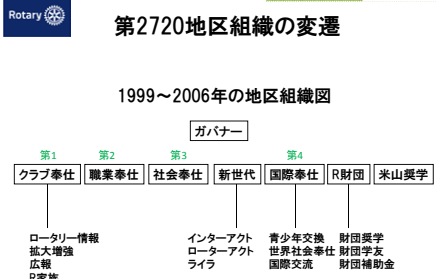 Rotary
第2720地区組織の変遷
1999～2006年の地区組織図
ガバナー
第1 第2 第3 第4
クラブ奉仕 職業奉仕 社会奉仕 新世代 国際奉仕 R財団 米山奨学
ロータリー情報 インターアクト 青少年交換 財団奨学
拡大増強 ローターアクト 世界社会奉仕 財団学友
広報 ライラ 国際交流 財団補助金
R家族